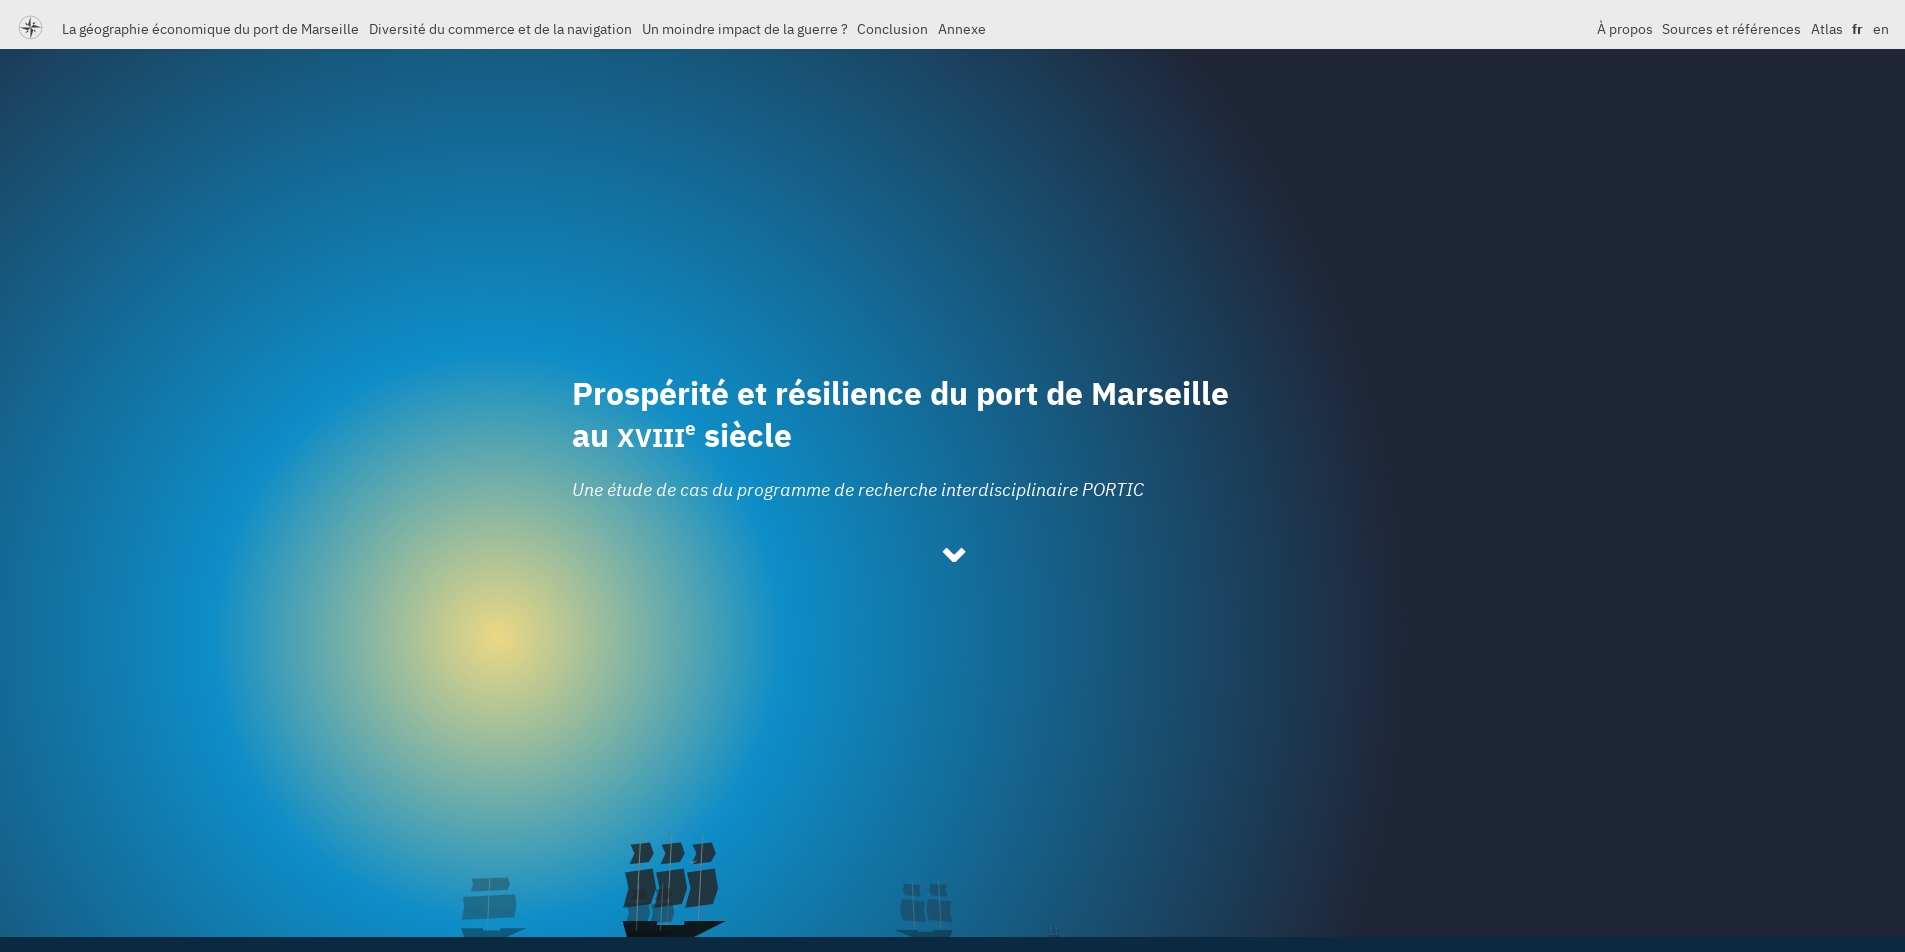 La géographie économique du port de Marseille Diversité du commerce et de la navigation Un moindre impact de la guerre ? Conclusion Annexe À propos Sources et références Atlas fr en
Prospérité et résilience du port de Marseille
au XVIIIe siècle
Une étude de cas du programme de recherche interdisciplinaire PORTIC